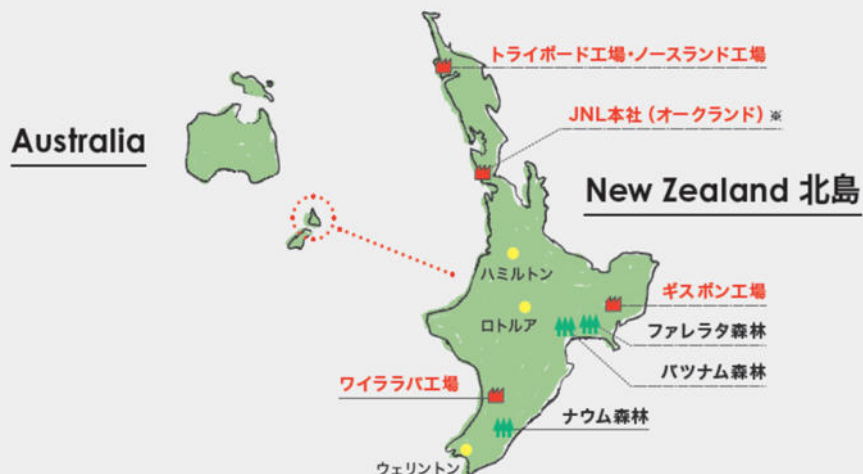 トライボード工場・ノースランド工場
JNL本社（オークランド）※
Australia
New Zealand 北島
ハミルトン
ギスボン工場
ロトルア
ファレラタ森林
パツナム森林
ワイララパ工場
ナウム森林
ウェリントン